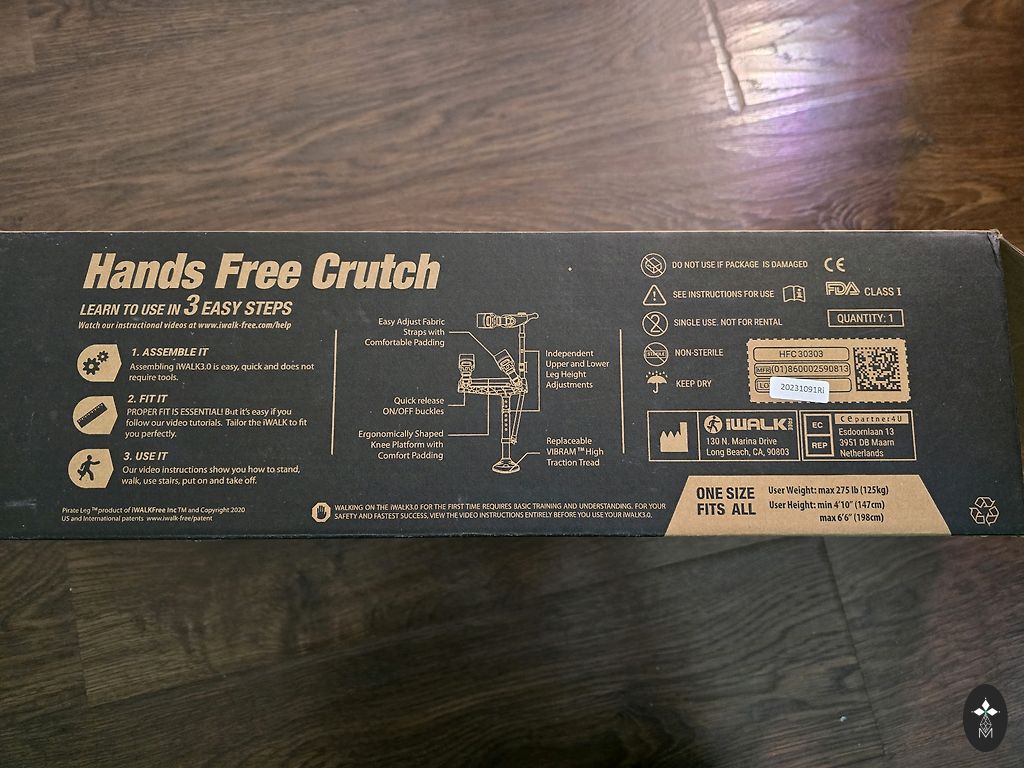 Hands Free Crutch
LEARN TO USE IN 3 EASY STEPS
Watch our instructional videos at www.iwalk-free.com/help
1. ASSEMBLE IT
Assembling iWALK3.0 is easy, quick and does not
require tools.
2. FIT IT
PROPER FIT IS ESSENTIAL! But it's easy if you
follow our video tutorials. Tailor the iWALK to fit
you perfectly.
3. USE IT
Our video instructions show you how to stand,
walk, use stairs, put on and take off.
Pirate Leg™ product of iWALKFree Inc TM and Copyright 2020
US and International patents www.iwalk-free/patent
Easy Adjust Fabric
Straps with
Comfortable Padding
Quick release
ON/OFF buckles
Ergonomically Shaped
Knee Platform with
Comfort Padding
Independent
Upper and Lower
Leg Height
Adjustments
Replaceable
VIBRAM™ High
Traction Tread
WALKING ON THE iWALK3.0 FOR THE FIRST TIME REQUIRES BASIC TRAINING AND UNDERSTANDING. FOR YOUR
SAFETY AND FASTEST SUCCESS, VIEW THE VIDEO INSTRUCTIONS ENTIRELY BEFORE YOU USE YOUR iWALK3.0.
DO NOT USE IF PACKAGE IS DAMAGED CE
SEE INSTRUCTIONS FOR USE FDA CLASS I
SINGLE USE. NOT FOR RENTAL QUANTITY: 1
NON-STERILE
KEEP DRY
HFC30303
MFR (01)860002590813
LO
20231091RI
iWALK FREE
130 N. Marina Drive
Long Beach, CA, 90803
EC REP
CE partner4U
Esdoornlaan 13
3951 DB Maarn
Netherlands
ONE SIZE
FITS ALL
User Weight: max 275 lb (125kg)
User Height: min 4'10" (147cm)
max 6'6" (198cm)
M